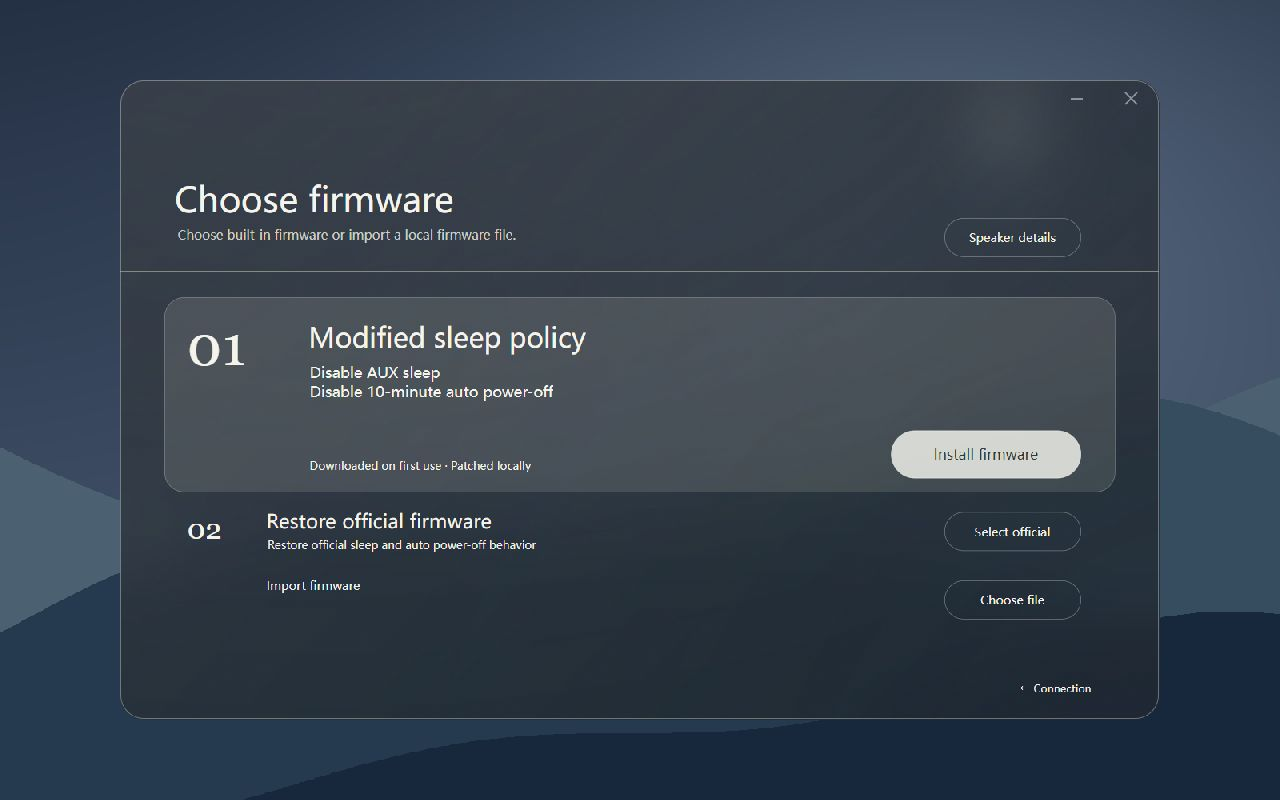 Choose firmware
Choose built in firmware or import a local firmware file.
Speaker details
01
Modified sleep policy
Disable AUX sleep
Disable 10-minute auto power-off
Downloaded on first use · Patched locally
Install firmware
02
Restore official firmware
Restore official sleep and auto power-off behavior
Select official
Import firmware
Choose file
‹ Connection